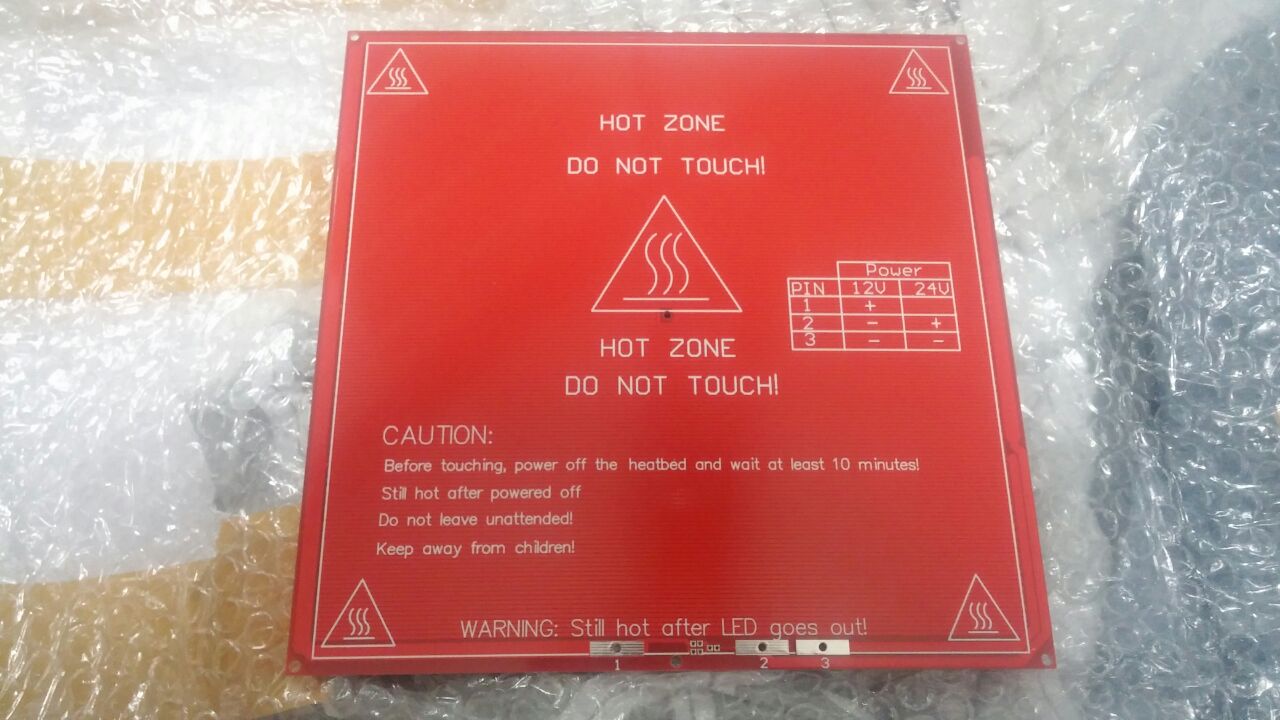 HOT ZONE
DO NOT TOUCH!
HOT ZONE
DO NOT TOUCH!
Power
PIN 12V 24V
1 +
2 - +
3 - -
CAUTION:
Before touching, power off the heatbed and wait at least 10 minutes!
Still hot after powered off
Do not leave unattended!
Keep away from children!
WARNING: Still hot after LED goes out!
1 2 3